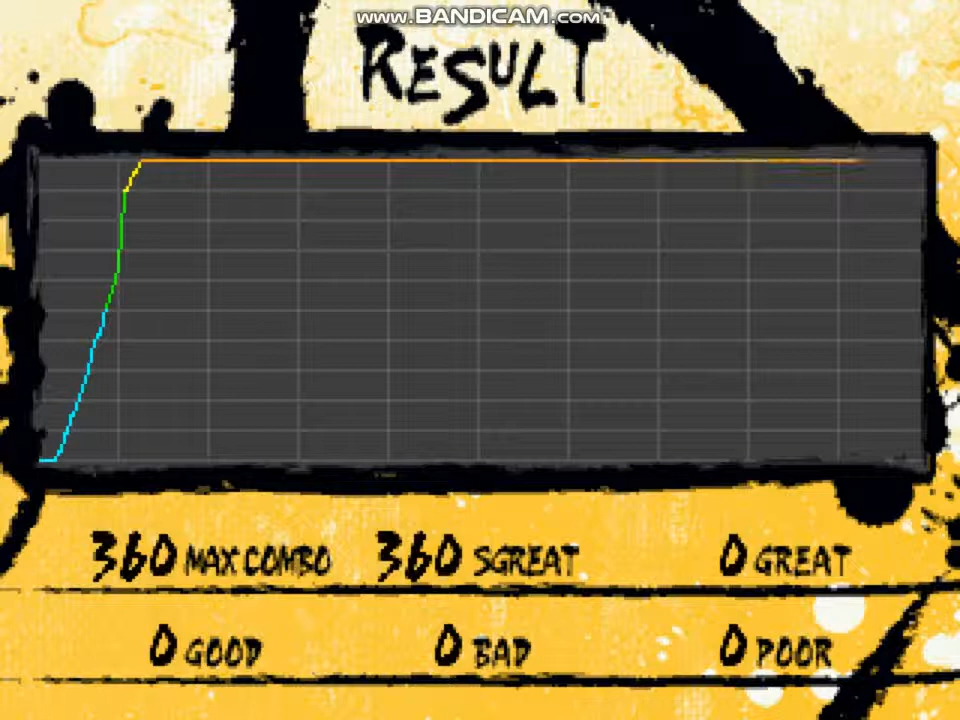 WWW.BANDICAM.COM
RESULT
360 MAX COMBO 360 SGREAT 0 GREAT
0 GOOD 0 BAD 0 POOR